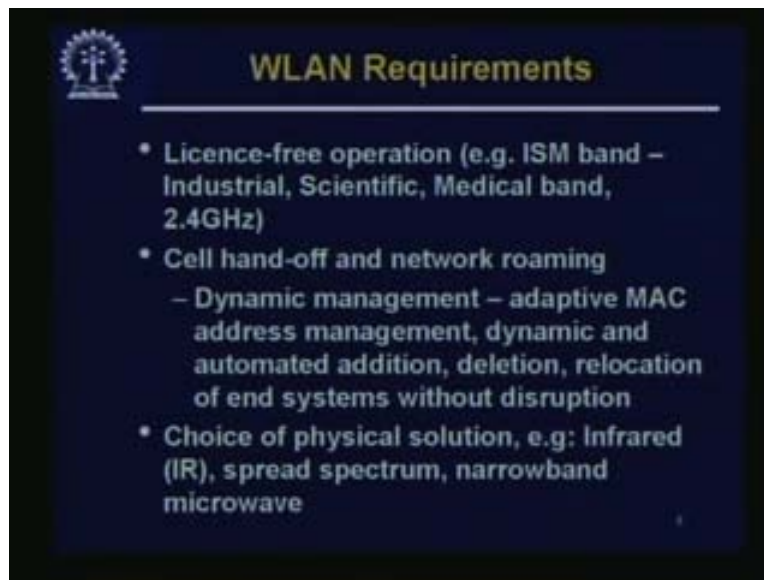 WLAN Requirements
• Licence-free operation (e.g. ISM band –
Industrial, Scientific, Medical band,
2.4GHz)
• Cell hand-off and network roaming
– Dynamic management – adaptive MAC
address management, dynamic and
automated addition, deletion, relocation
of end systems without disruption
• Choice of physical solution, e.g: Infrared
(IR), spread spectrum, narrowband
microwave